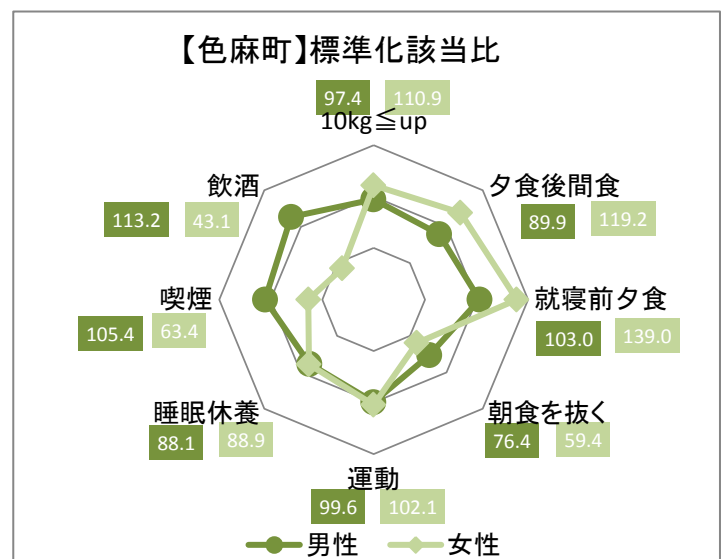 【色麻町】標準化該当比
97.4 110.9
10kg≦up
夕食後間食
89.9 119.2
就寝前夕食
103.0 139.0
朝食を抜く
76.4 59.4
運動
99.6 102.1
睡眠休養
88.1 88.9
喫煙
105.4 63.4
飲酒
113.2 43.1
男性 女性